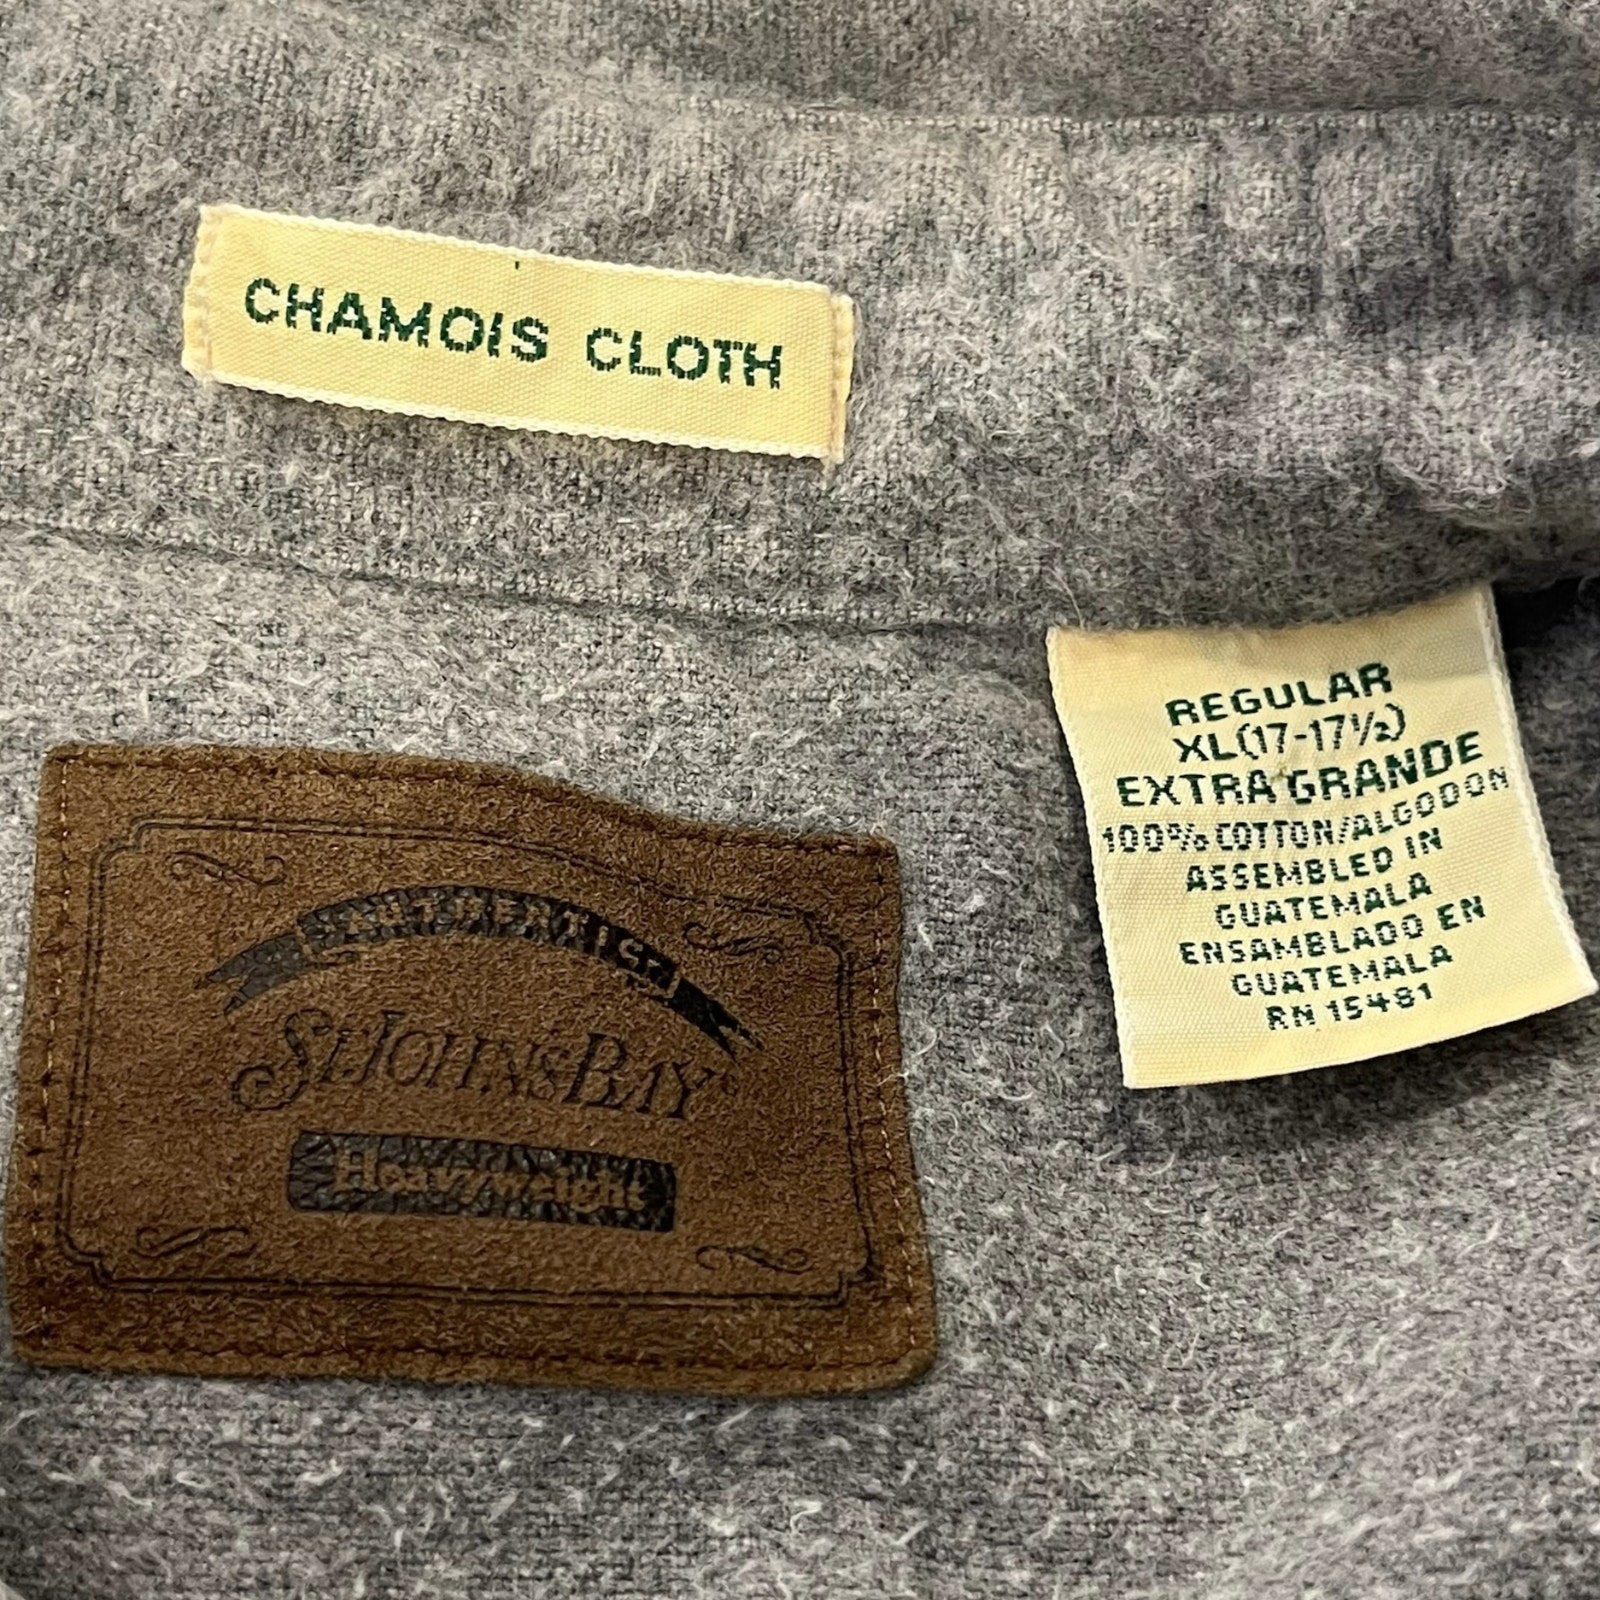 CHAMOIS CLOTH
AUTHENTIC
ST JOHN'S BAY
Heavyweight
REGULAR
XL(17-17½)
EXTRA GRANDE
100% COTTON/ALGODON
ASSEMBLED IN
GUATEMALA
ENSAMBLADO EN
GUATEMALA
RN 15481